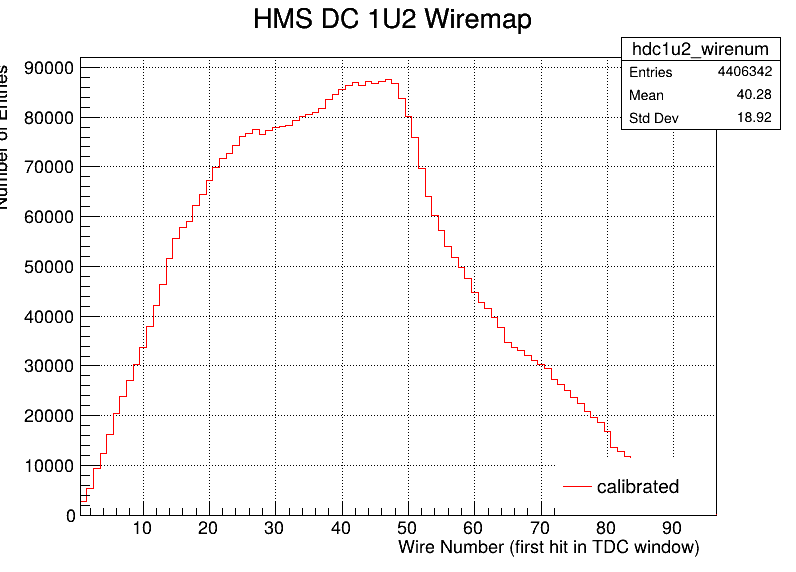 HMS DC 1U2 Wiremap
hdc1u2_wirenum
Entries 4406342
Mean 40.28
Std Dev 18.92
Number of Entries
90000
80000
70000
60000
50000
40000
30000
20000
10000
0
10 20 30 40 50 60 70 80 90
calibrated
Wire Number (first hit in TDC window)